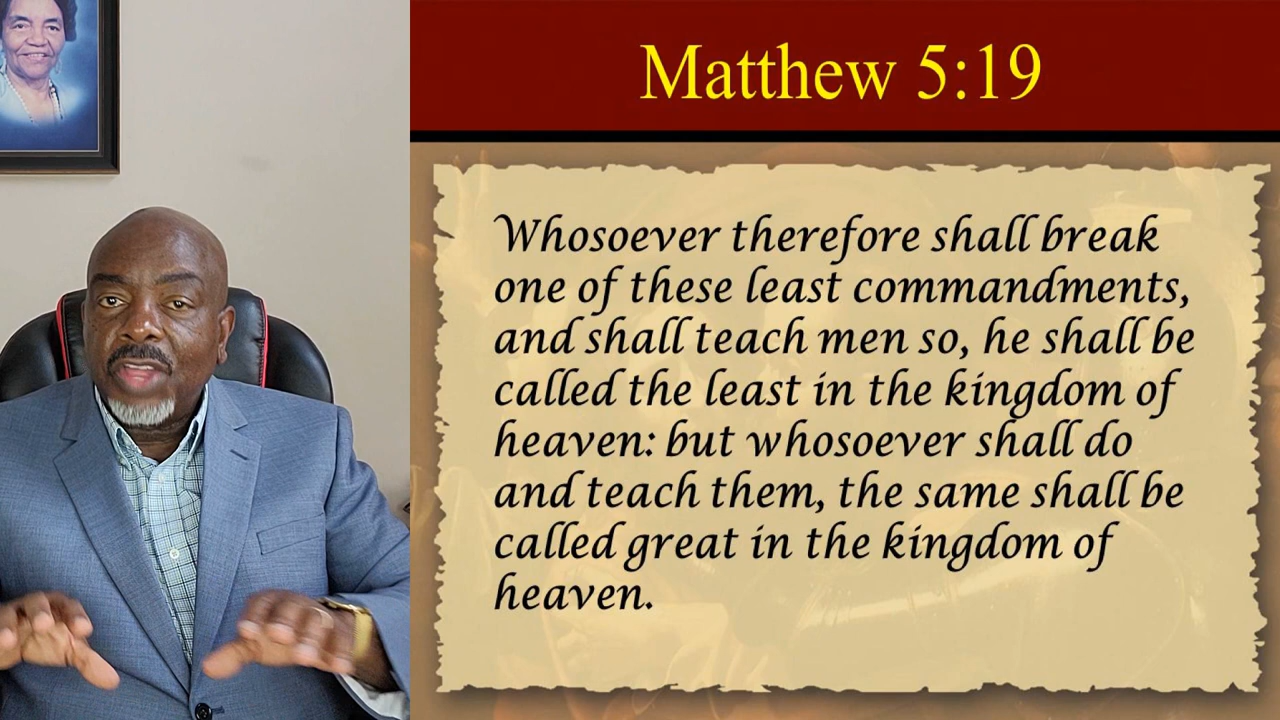 Matthew 5:19
Whosoever therefore shall break
one of these least commandments,
and shall teach men so, he shall be
called the least in the kingdom of
heaven: but whosoever shall do
and teach them, the same shall be
called great in the kingdom of
heaven.